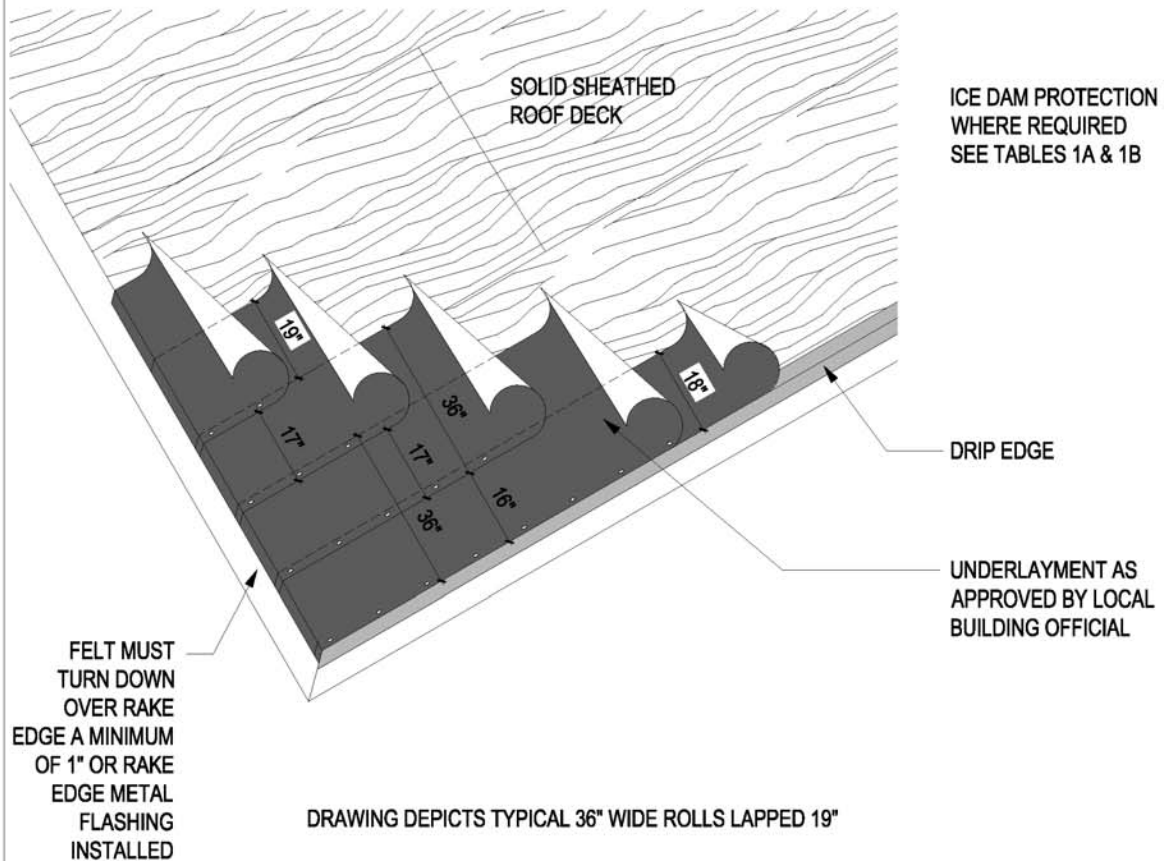 SOLID SHEATHED
ROOF DECK
ICE DAM PROTECTION
WHERE REQUIRED
SEE TABLES 1A & 1B
19"
17"
36"
17"
36"
16"
18"
DRIP EDGE
UNDERLAYMENT AS
APPROVED BY LOCAL
BUILDING OFFICIAL
FELT MUST
TURN DOWN
OVER RAKE
EDGE A MINIMUM
OF 1" OR RAKE
EDGE METAL
FLASHING
INSTALLED
DRAWING DEPICTS TYPICAL 36" WIDE ROLLS LAPPED 19"